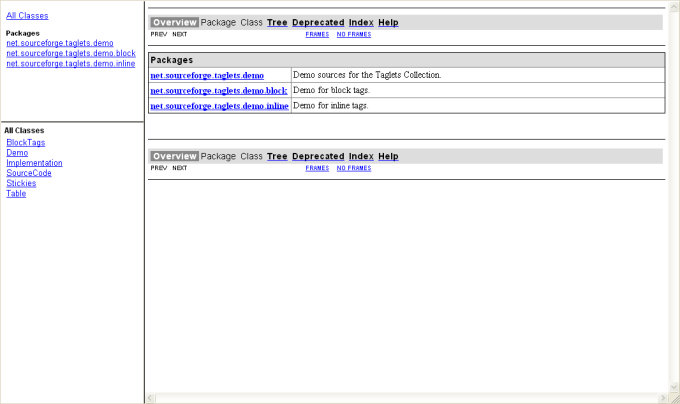 All Classes
Packages
net.sourceforge.taglets.demo
net.sourceforge.taglets.demo.block
net.sourceforge.taglets.demo.inline
All Classes
BlockTags
Demo
Implementation
SourceCode
Stickies
Table
Overview Package Class Tree Deprecated Index Help
PREV NEXT FRAMES NO FRAMES
Packages
net.sourceforge.taglets.demo Demo sources for the Taglets Collection.
net.sourceforge.taglets.demo.block Demo for block tags.
net.sourceforge.taglets.demo.inline Demo for inline tags.
Overview Package Class Tree Deprecated Index Help
PREV NEXT FRAMES NO FRAMES